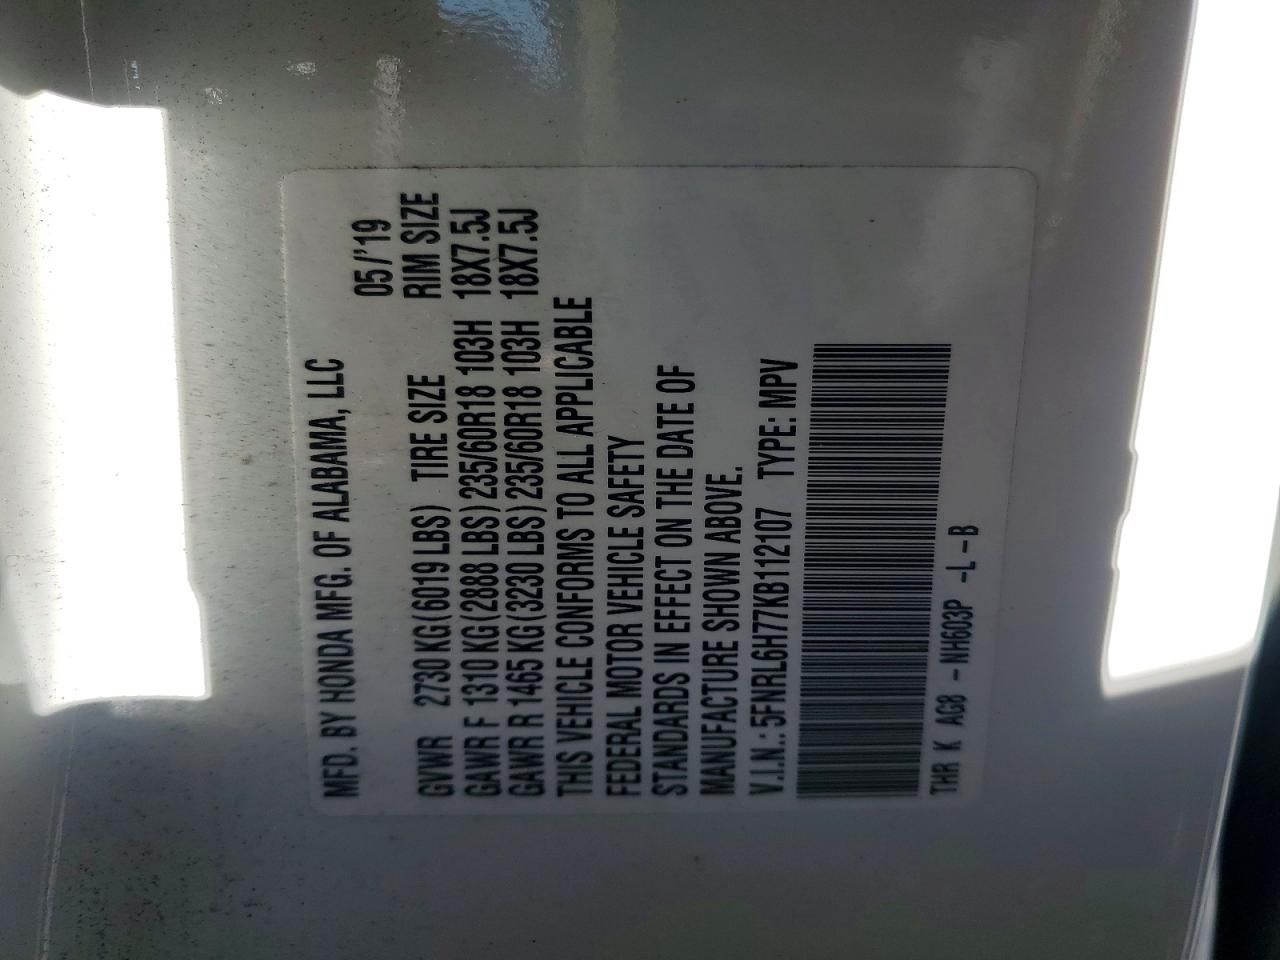 MFD. BY HONDA MFG. OF ALABAMA, LLC
05/'19
GVWR 2730 KG(6019 LBS) TIRE SIZE RIM SIZE
GAWR F 1310 KG(2888 LBS) 235/60R18 103H 18X7.5J
GAWR R 1465 KG(3230 LBS) 235/60R18 103H 18X7.5J
THIS VEHICLE CONFORMS TO ALL APPLICABLE
FEDERAL MOTOR VEHICLE SAFETY
STANDARDS IN EFFECT ON THE DATE OF
MANUFACTURE SHOWN ABOVE.
V.I.N.: 5FNRL6H77KB112107 TYPE: MPV
THR K AG8 - NH603P -L-B